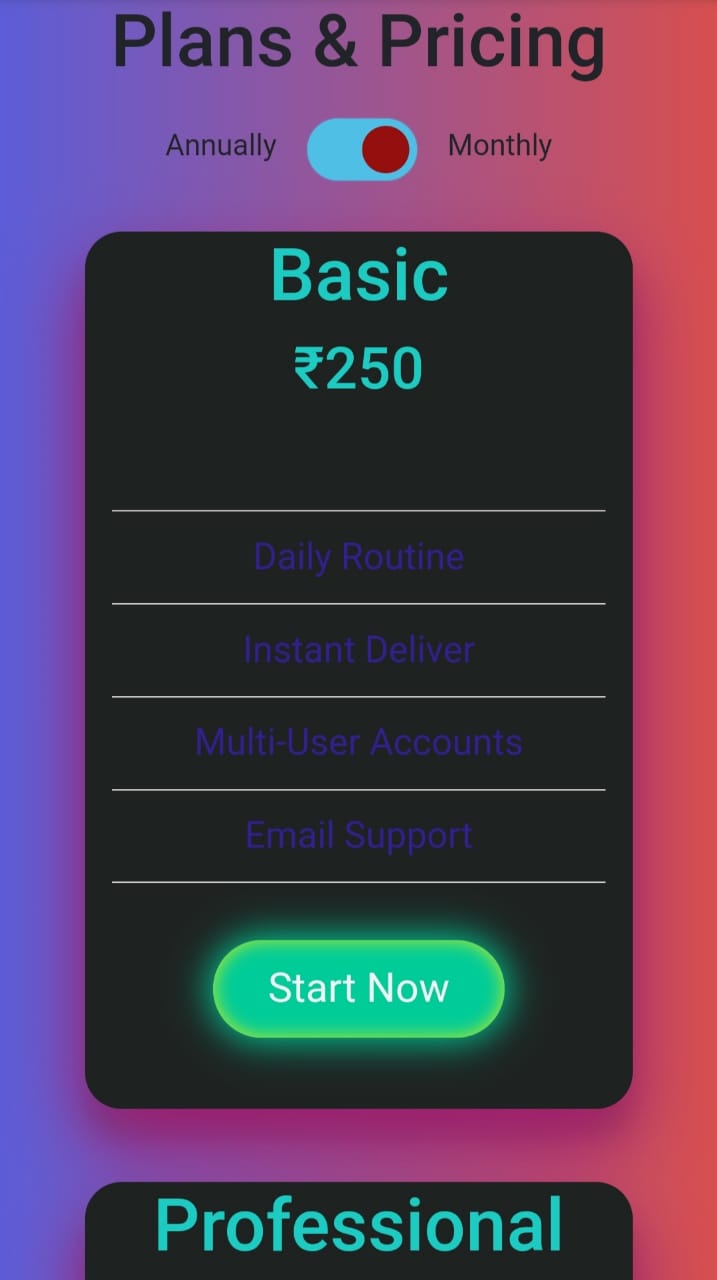 Plans & Pricing
Annually Monthly
Basic
₹250
Daily Routine
Instant Deliver
Multi-User Accounts
Email Support
Start Now
Professional